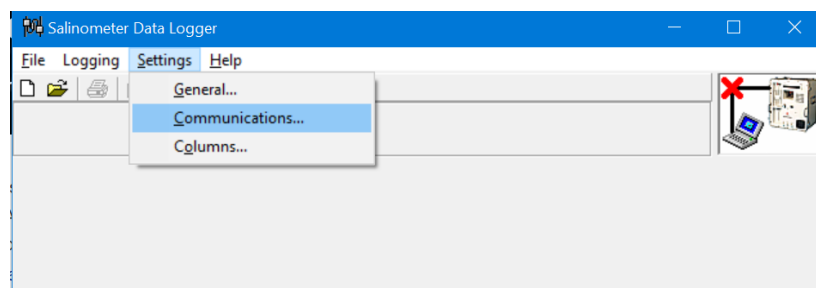 Salinometer Data Logger
File Logging Settings Help
General...
Communications...
Columns...